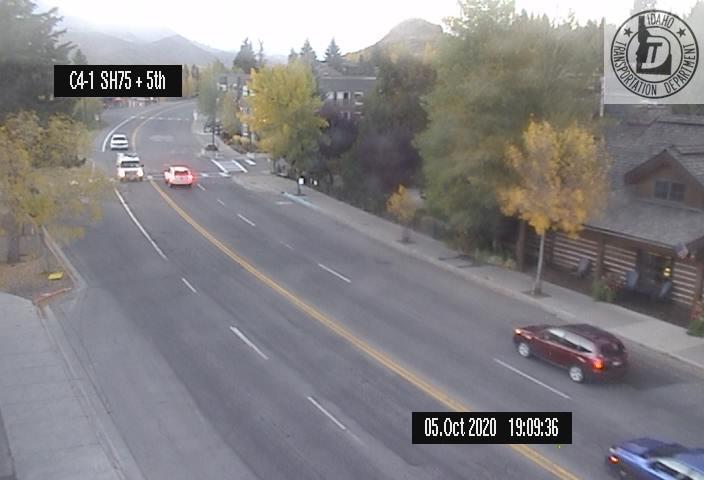 C4-1 SH75 + 5th
IDAHO
TRANSPORTATION DEPARTMENT
05.Oct 2020 19:09:36